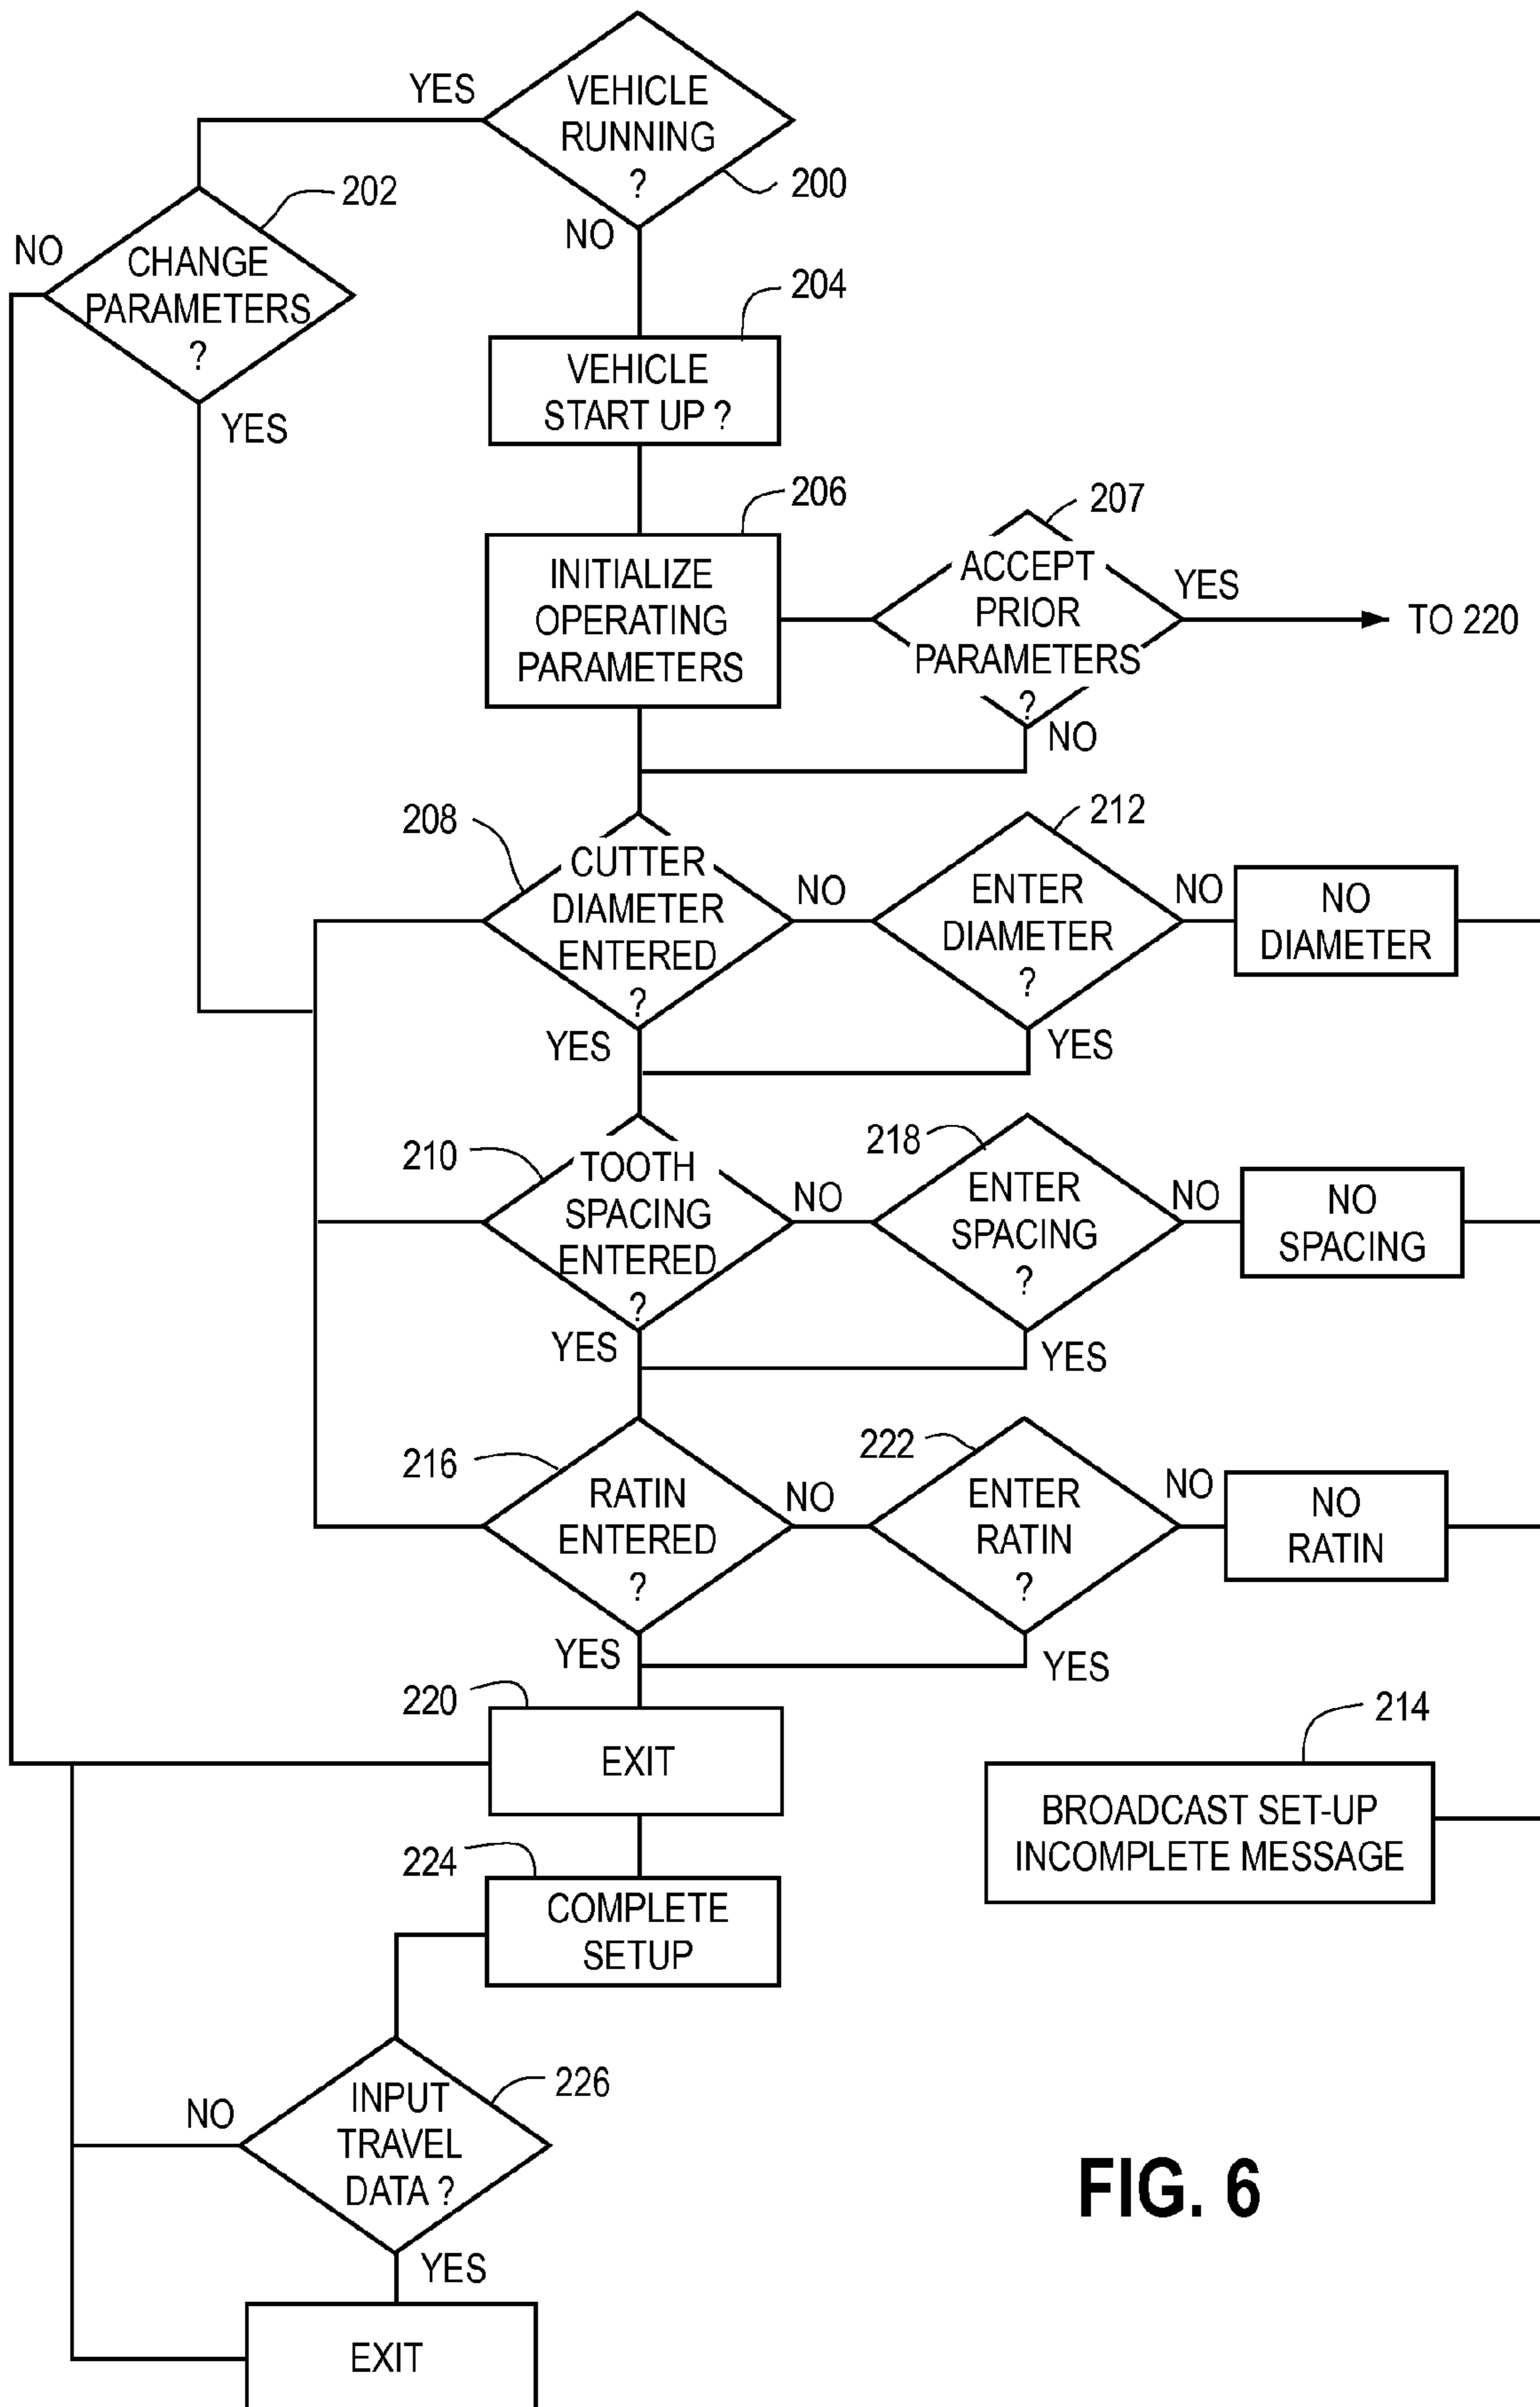 YES
VEHICLE
RUNNING
?
200
NO
202
NO
CHANGE
PARAMETERS
?
YES
204
VEHICLE
START UP ?
206
INITIALIZE
OPERATING
PARAMETERS
207
ACCEPT
PRIOR
PARAMETERS
?
YES
TO 220
NO
208
CUTTER
DIAMETER
ENTERED
?
NO
YES
212
ENTER
DIAMETER
?
NO
YES
NO
DIAMETER
210
TOOTH
SPACING
ENTERED
?
NO
YES
218
ENTER
SPACING
?
NO
YES
NO
SPACING
216
RATIN
ENTERED
?
NO
YES
222
ENTER
RATIN
?
NO
YES
NO
RATIN
220
EXIT
214
BROADCAST SET-UP
INCOMPLETE MESSAGE
224
COMPLETE
SETUP
226
INPUT
TRAVEL
DATA ?
NO
YES
EXIT
FIG. 6